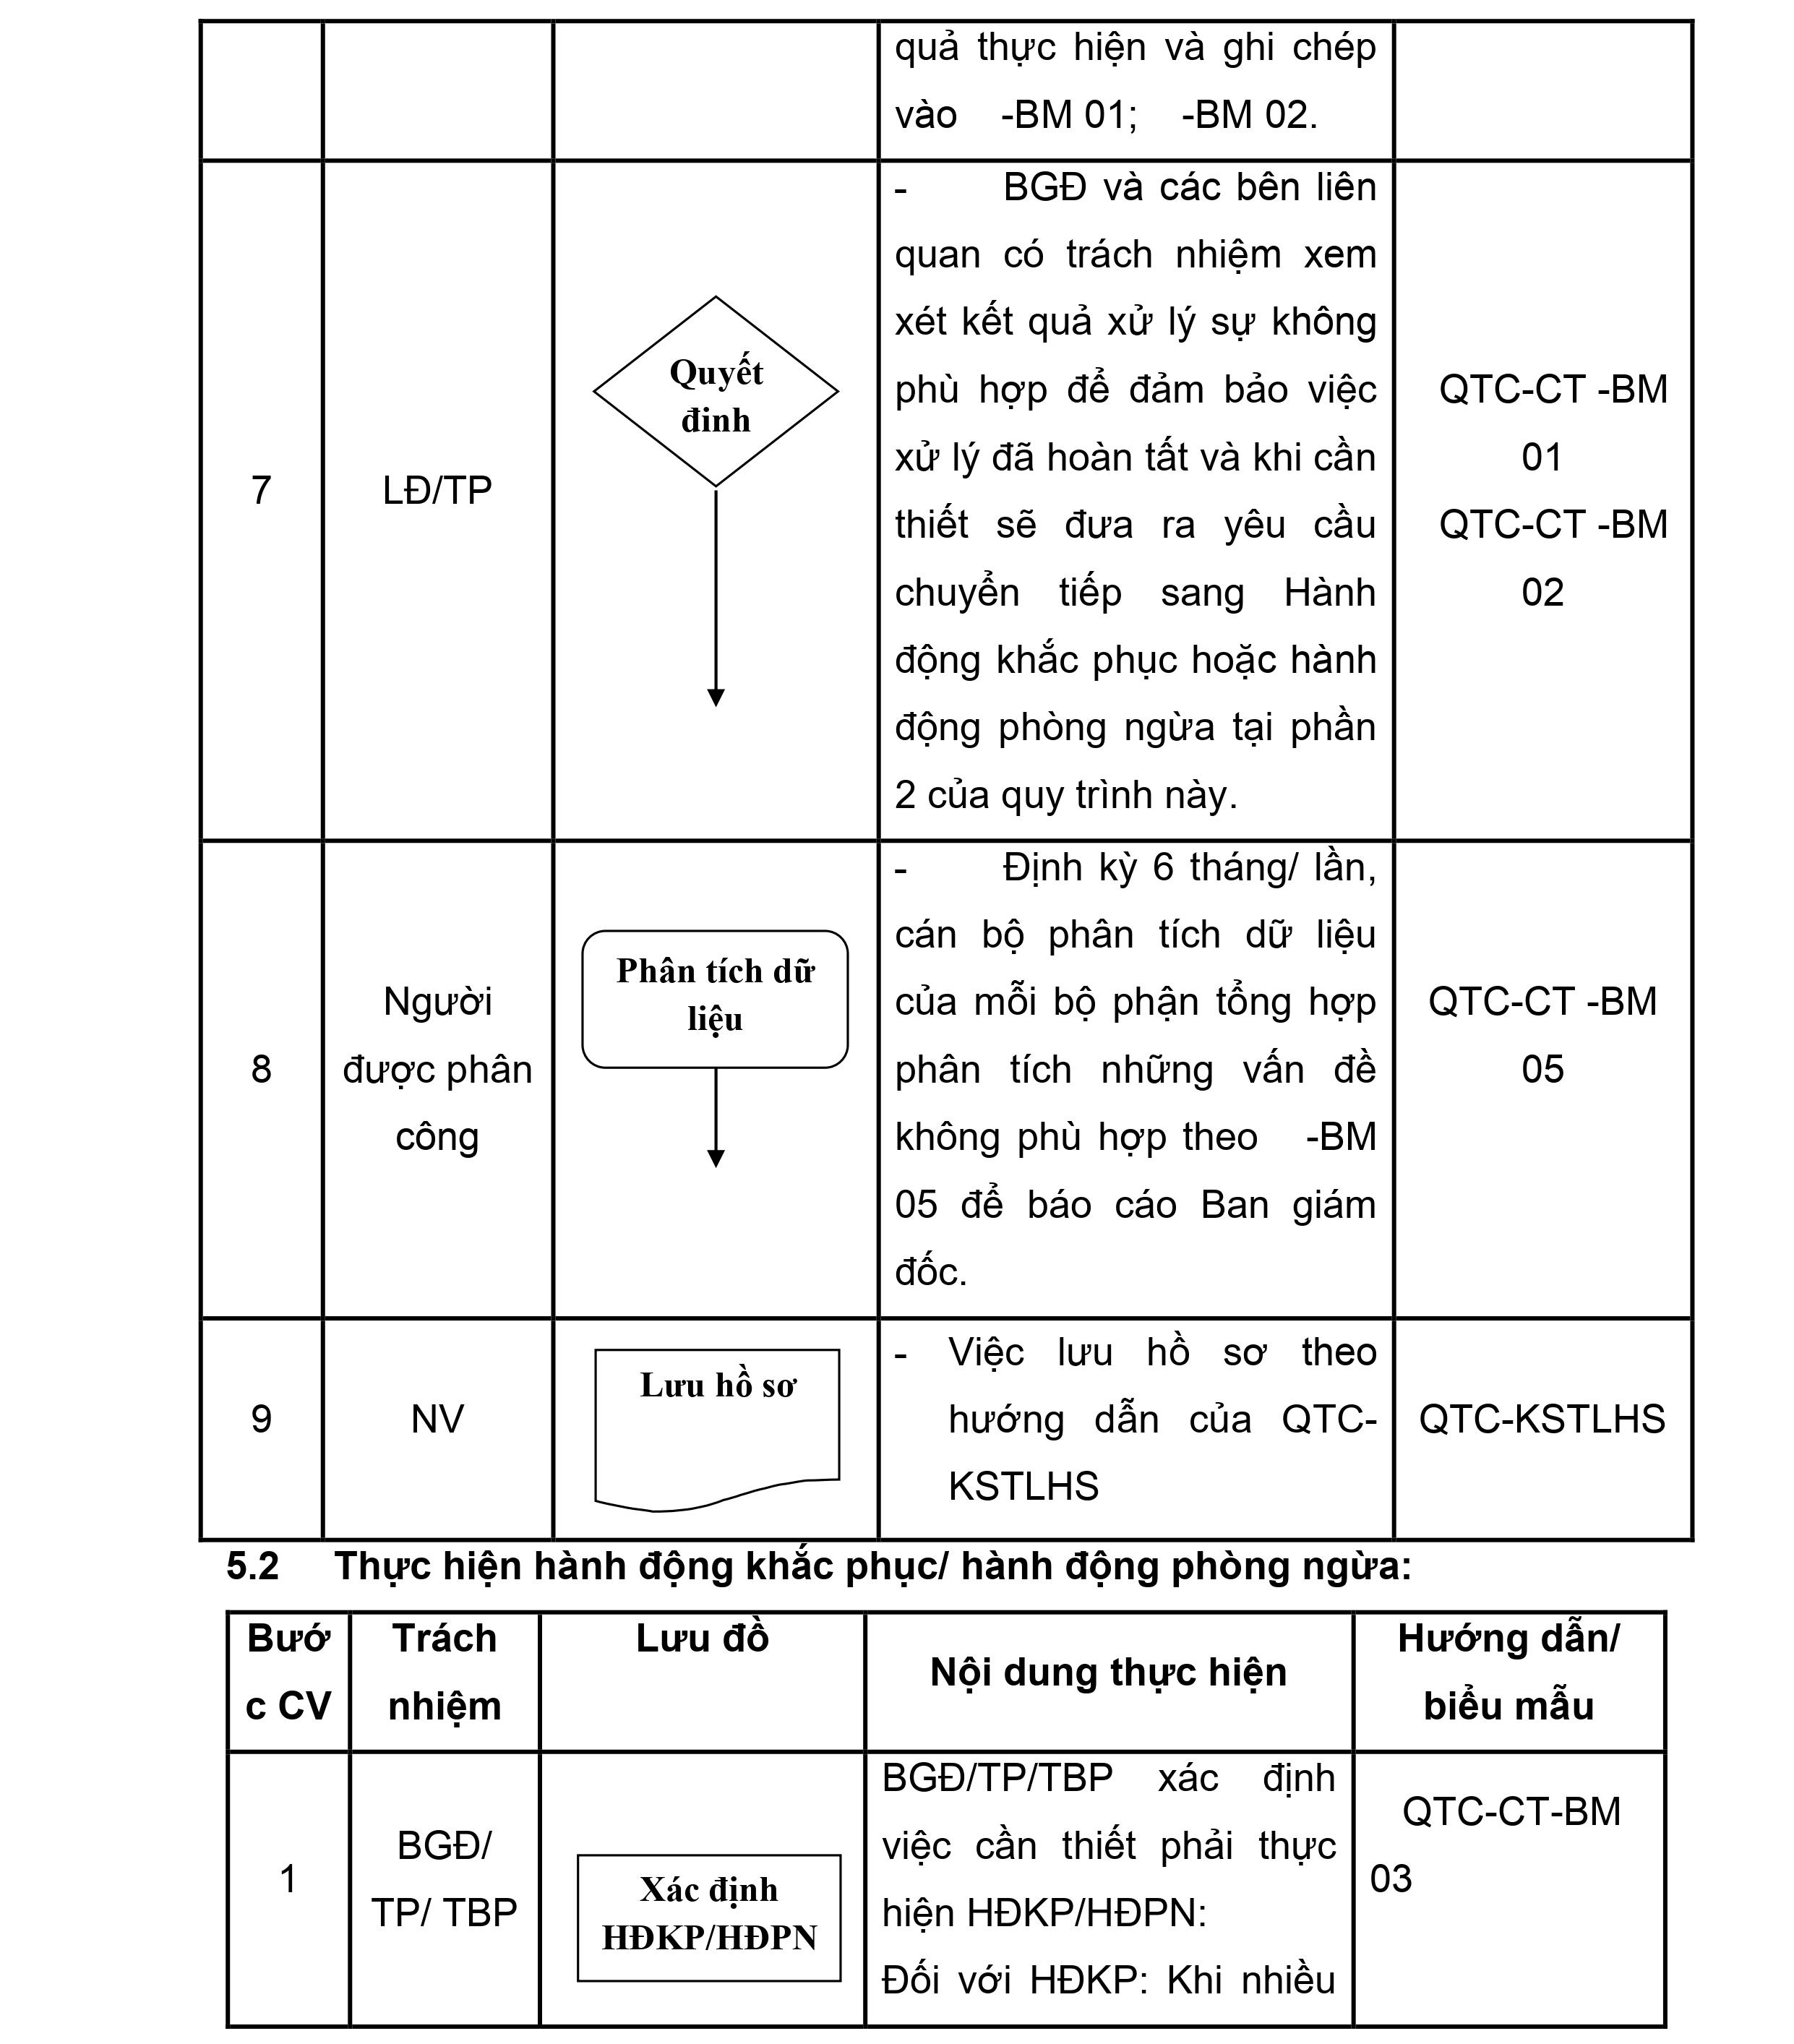 quả thực hiện và ghi chép
vào -BM 01; -BM 02.
7
LĐ/TP
Quyết
đinh
- BGĐ và các bên liên
quan có trách nhiệm xem
xét kết quả xử lý sự không
phù hợp để đảm bảo việc
xử lý đã hoàn tất và khi cần
thiết sẽ đưa ra yêu cầu
chuyển tiếp sang Hành
động khắc phục hoặc hành
động phòng ngừa tại phần
2 của quy trình này.
QTC-CT -BM
01
QTC-CT -BM
02
8
Người
được phân
công
Phân tích dữ
liệu
- Định kỳ 6 tháng/ lần,
cán bộ phân tích dữ liệu
của mỗi bộ phận tổng hợp
phân tích những vấn đề
không phù hợp theo -BM
05 để báo cáo Ban giám
đốc.
QTC-CT -BM
05
9
NV
Lưu hồ sơ
- Việc lưu hồ sơ theo
hướng dẫn của QTC-
KSTLHS
QTC-KSTLHS
5.2 Thực hiện hành động khắc phục/ hành động phòng ngừa:
Bướ
c CV
Trách
nhiệm
Lưu đồ
Nội dung thực hiện
Hướng dẫn/
biểu mẫu
1
BGĐ/
TP/ TBP
Xác định
HĐKP/HĐPN
BGĐ/TP/TBP xác định
việc cần thiết phải thực
hiện HĐKP/HĐPN:
Đối với HĐKP: Khi nhiều
QTC-CT-BM
03